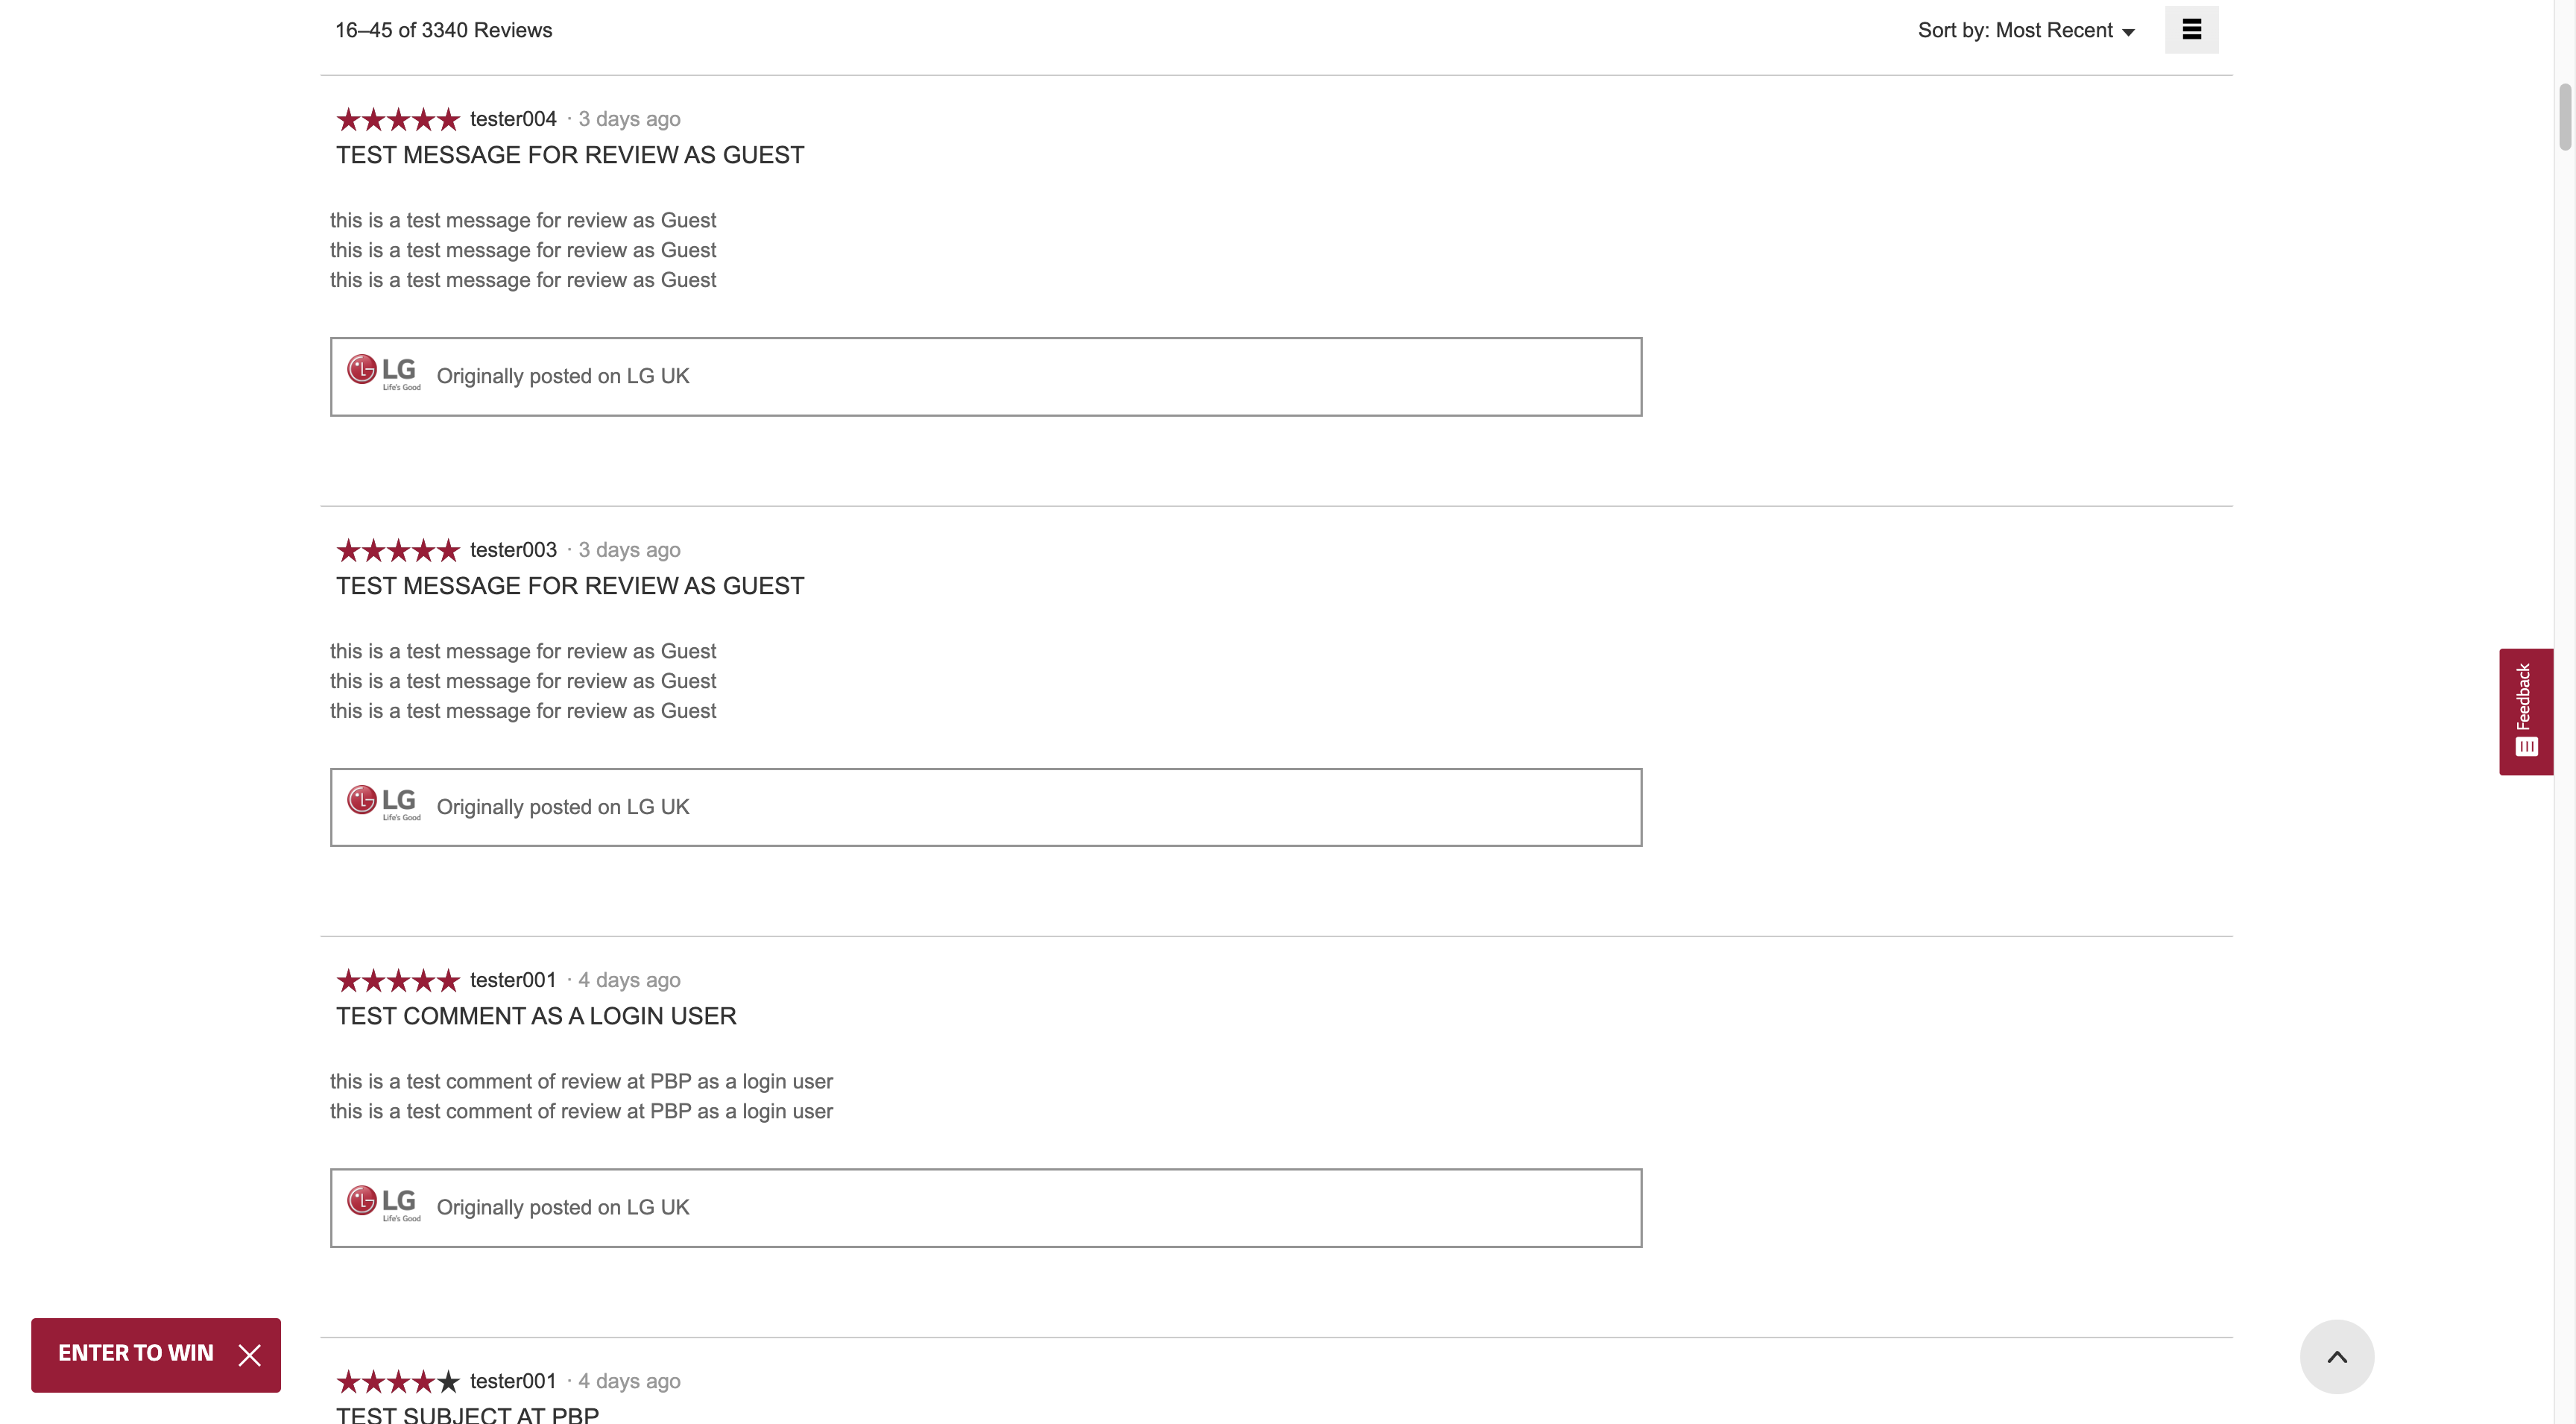 16–45 of 3340 Reviews
Sort by: Most Recent
tester004 · 3 days ago
TEST MESSAGE FOR REVIEW AS GUEST
this is a test message for review as Guest
this is a test message for review as Guest
this is a test message for review as Guest
LG
Life's Good
Originally posted on LG UK
tester003 · 3 days ago
TEST MESSAGE FOR REVIEW AS GUEST
this is a test message for review as Guest
this is a test message for review as Guest
this is a test message for review as Guest
LG
Life's Good
Originally posted on LG UK
Feedback
tester001 · 4 days ago
TEST COMMENT AS A LOGIN USER
this is a test comment of review at PBP as a login user
this is a test comment of review at PBP as a login user
LG
Life's Good
Originally posted on LG UK
ENTER TO WIN
tester001 · 4 days ago
TEST SUBJECT AT PBP